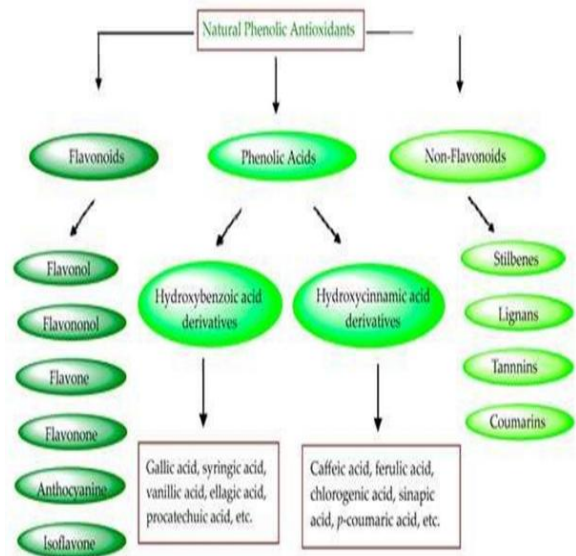 Natural Phenolic Antioxidants
Flavonoids
Phenolic Acids
Non-Flavonoids
Flavonol
Flavononol
Flavone
Flavonone
Anthocyanine
Isoflavone
Hydroxybenzoic acid
derivatives
Hydroxycinnamic acid
derivatives
Stilbenes
Lignans
Tannnins
Coumarins
Gallic acid, syringic acid,
vanillic acid, ellagic acid,
procatechuic acid, etc.
Caffeic acid, ferulic acid,
chlorogenic acid, sinapic
acid, p-coumaric acid, etc.